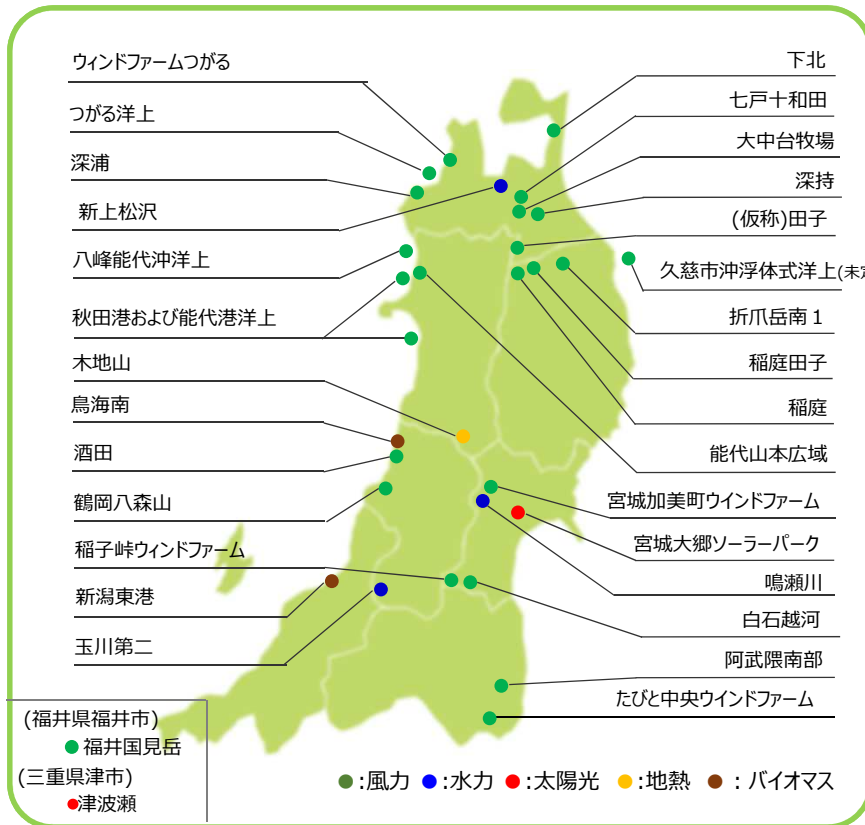 ウィンドファームつがる
つがる洋上
深浦
新上松沢
八峰能代沖洋上
秋田港および能代港洋上
木地山
鳥海南
酒田
鶴岡八森山
稲子峠ウィンドファーム
新潟東港
玉川第二
下北
七戸十和田
大中台牧場
深持
(仮称)田子
久慈市沖浮体式洋上(未定
折爪岳南1
稲庭田子
稲庭
能代山本広域
宮城加美町ウインドファーム
宮城大郷ソーラーパーク
鳴瀬川
白石越河
阿武隈南部
たびと中央ウインドファーム
(福井県福井市)
福井国見岳
(三重県津市)
津波瀬
:風力 :水力 :太陽光 :地熱 : バイオマス